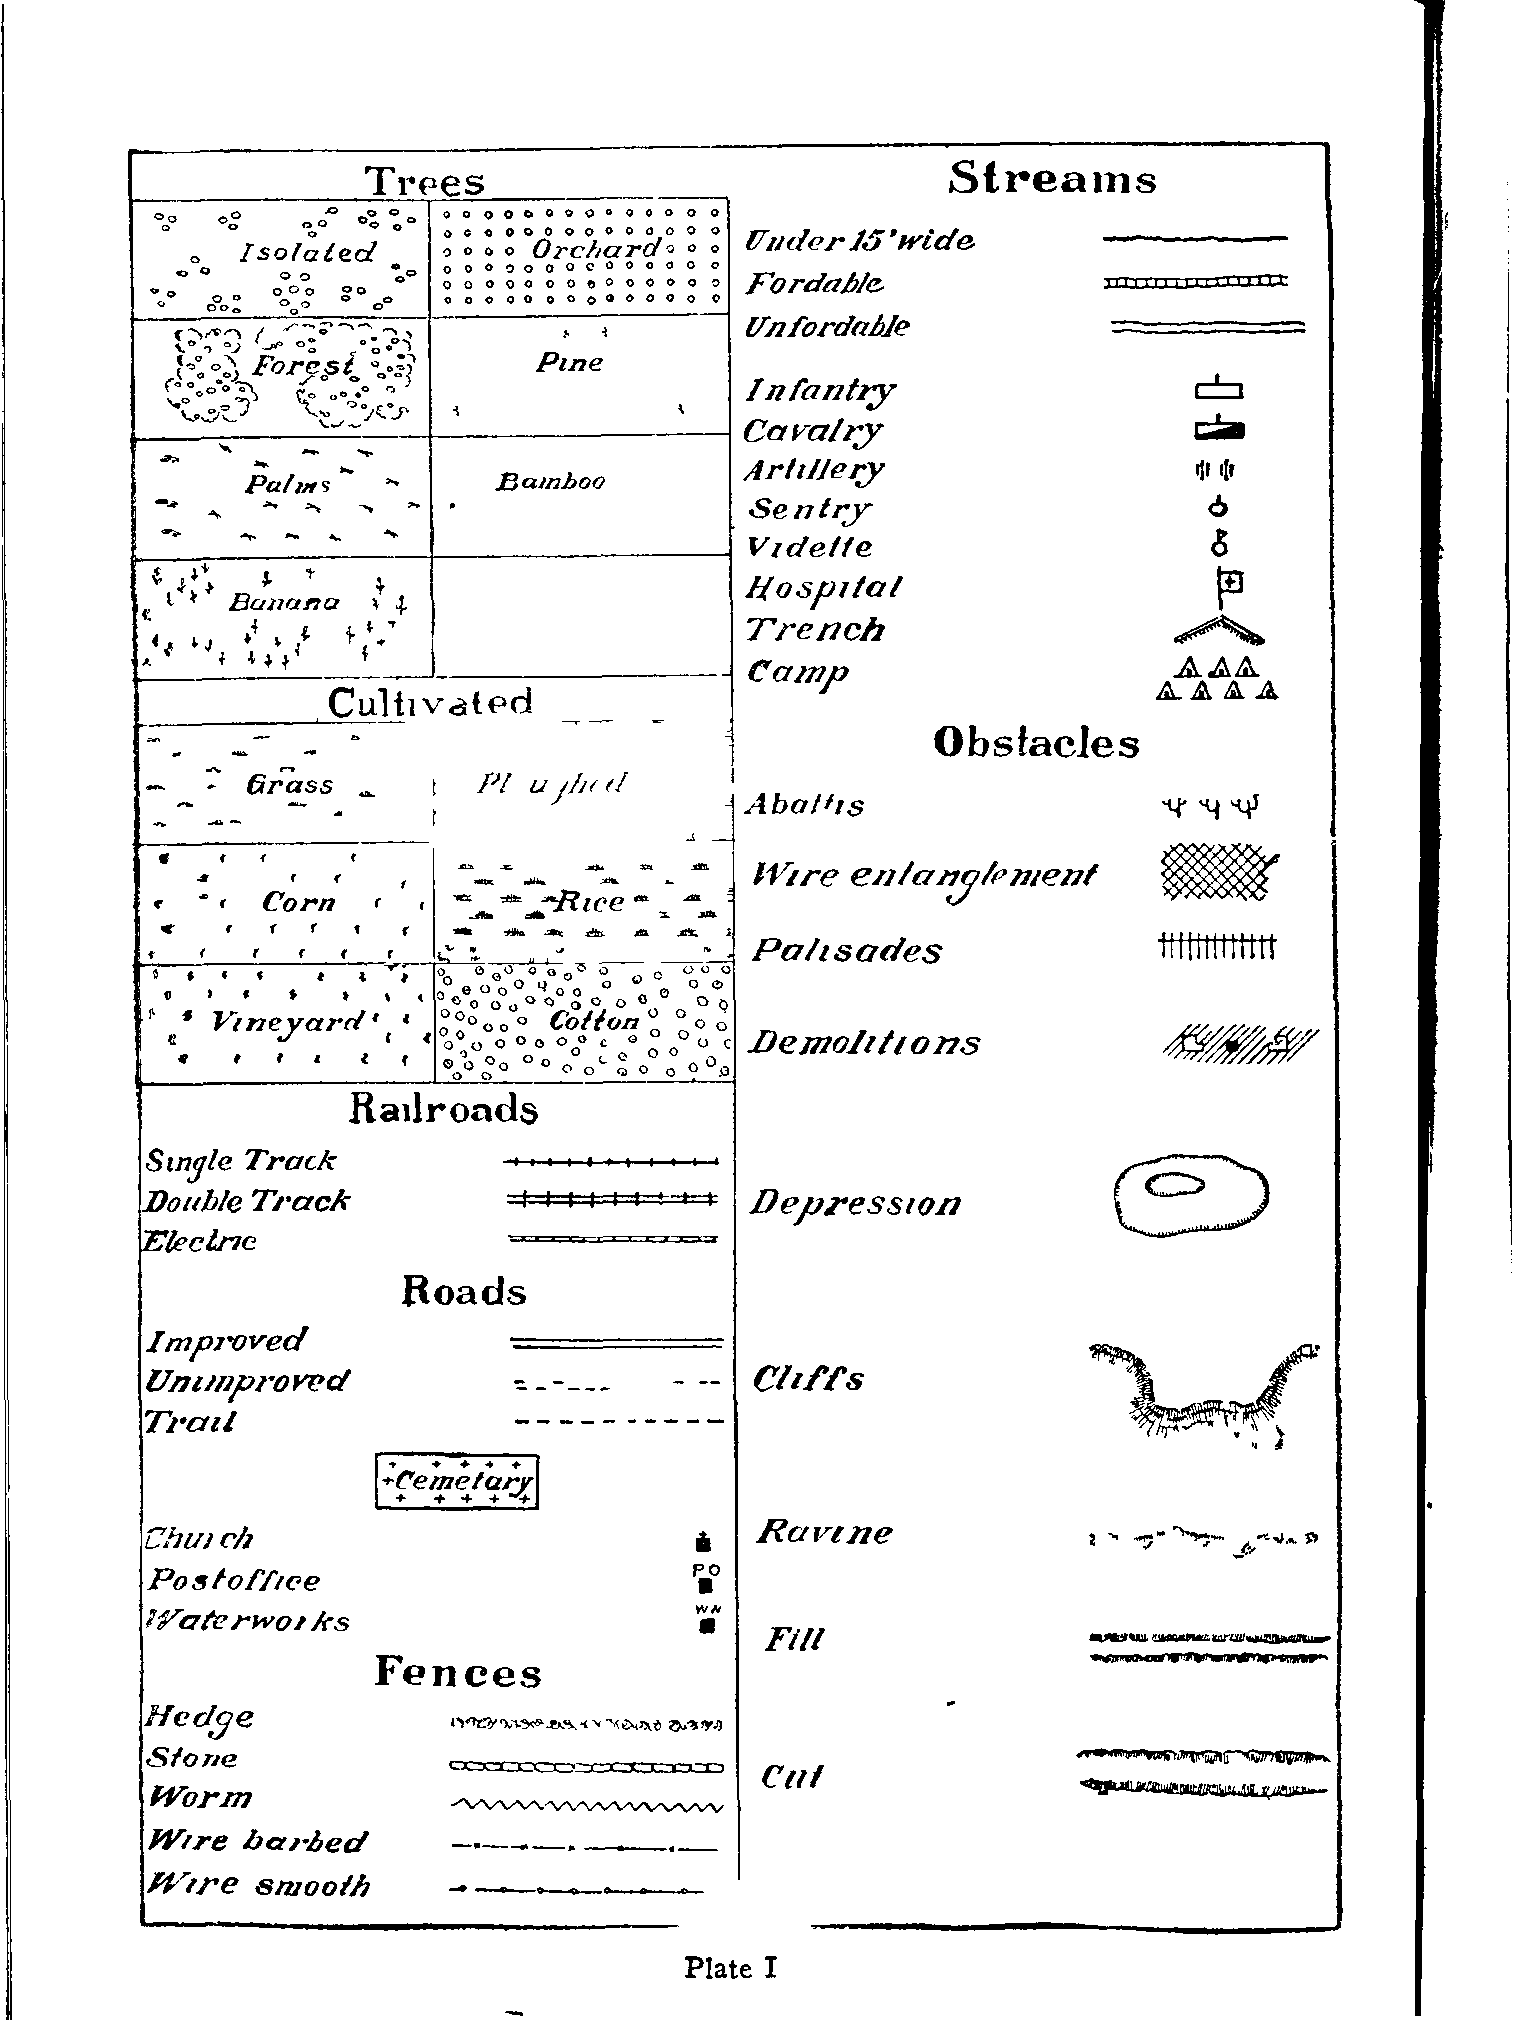 Trees
Isolated
Orchard
Forest
Pine
Palms
Bamboo
Banana
Cultivated
Grass
Corn
Rice
Vineyard
Cotton
Railroads
Single Track
Double Track
Electric
Roads
Improved
Unimproved
Trail
Cemetary
Church
Postoffice
PO
Waterworks
Fences
Hedge
Stone
Worm
Wire barbed
Wire smooth
Streams
Under 15' wide
Fordable
Unfordable
Infantry
Cavalry
Artillery
Sentry
Vidette
Hospital
Trench
Camp
Obstacles
Abattis
Wire entanglement
Palisades
Demolitions
Depression
Cliffs
Ravine
Fill
Cut
Plate I